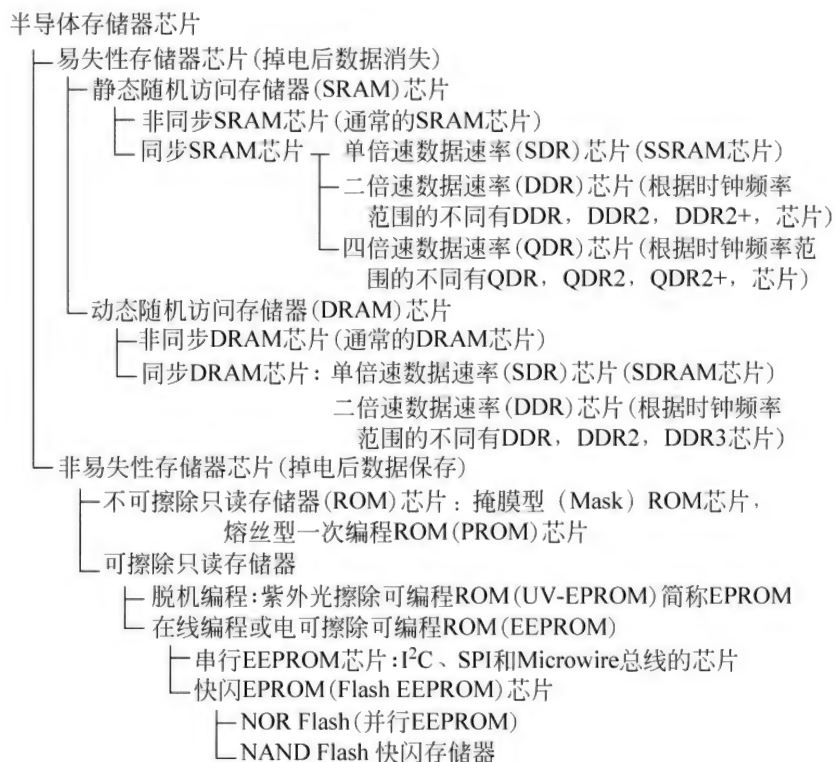 半导体存储器芯片
易失性存储器芯片(掉电后数据消失)
静态随机访问存储器(SRAM)芯片
非同步SRAM芯片(通常的SRAM芯片)
同步SRAM芯片 单倍速数据速率(SDR)芯片(SSRAM芯片)
二倍速数据速率(DDR)芯片(根据时钟频率
范围的不同有DDR，DDR2，DDR2+，芯片)
四倍速数据速率(QDR)芯片(根据时钟频率范
围的不同有QDR，QDR2，QDR2+，芯片)
动态随机访问存储器(DRAM)芯片
非同步DRAM芯片(通常的DRAM芯片)
同步DRAM芯片：单倍速数据速率(SDR)芯片(SDRAM芯片)
二倍速数据速率(DDR)芯片(根据时钟频率
范围的不同有DDR，DDR2，DDR3芯片)
非易失性存储器芯片(掉电后数据保存)
不可擦除只读存储器(ROM)芯片：掩膜型（Mask）ROM芯片，
熔丝型一次编程ROM(PROM)芯片
可擦除只读存储器
脱机编程:紫外光擦除可编程ROM(UV-EPROM)简称EPROM
在线编程或电可擦除可编程ROM(EEPROM)
串行EEPROM芯片:I²C、SPI和Microwire总线的芯片
快闪EPROM(Flash EEPROM)芯片
NOR Flash(并行EEPROM)
NAND Flash 快闪存储器